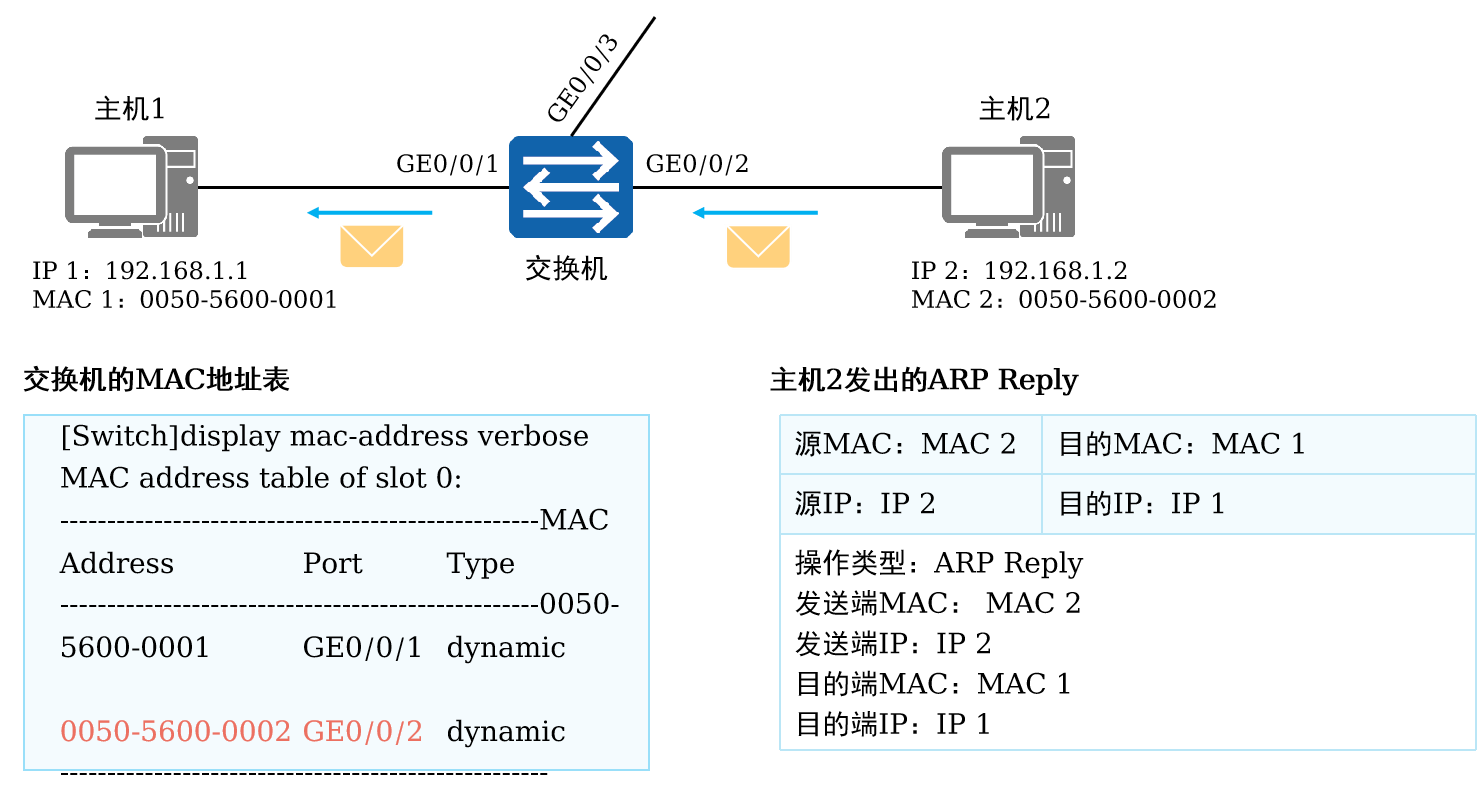 GE0/0/3
主机1
主机2
GE0/0/1
GE0/0/2
交换机
IP 1：192.168.1.1
MAC 1：0050-5600-0001
IP 2：192.168.1.2
MAC 2：0050-5600-0002
交换机的MAC地址表
[Switch]display mac-address verbose
MAC address table of slot 0:
---------------------------------------------------MAC
Address Port Type
---------------------------------------------------0050-
5600-0001 GE0/0/1 dynamic
0050-5600-0002 GE0/0/2 dynamic
----------------------------------------------------
主机2发出的ARP Reply
源MAC：MAC 2 目的MAC：MAC 1
源IP：IP 2 目的IP：IP 1
操作类型：ARP Reply
发送端MAC： MAC 2
发送端IP：IP 2
目的端MAC：MAC 1
目的端IP：IP 1